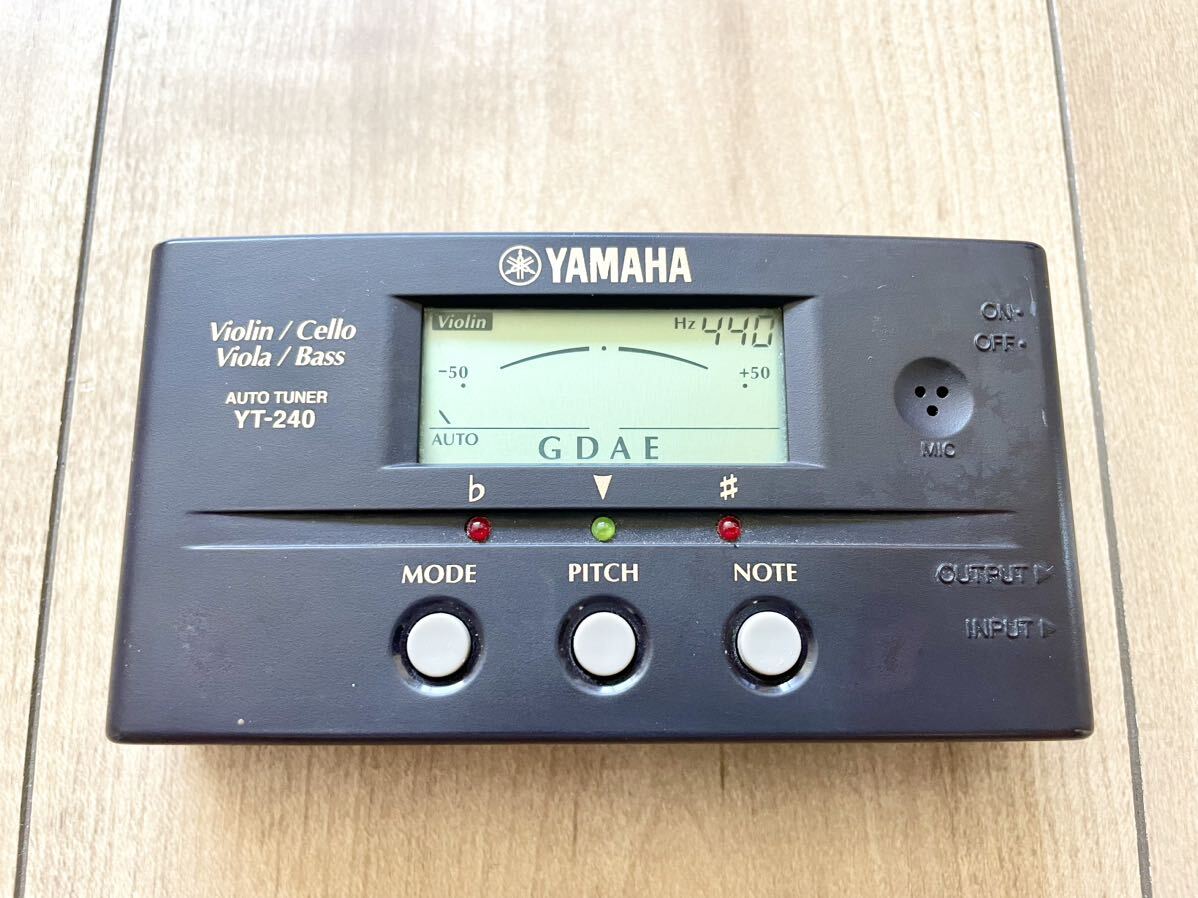 YAMAHA
Violin / Cello
Viola / Bass
AUTO TUNER
YT-240
Violin
Hz 440
-50
+50
AUTO
G D A E
ON
OFF
MIC
♭
♯
MODE
PITCH
NOTE
OUTPUT
INPUT